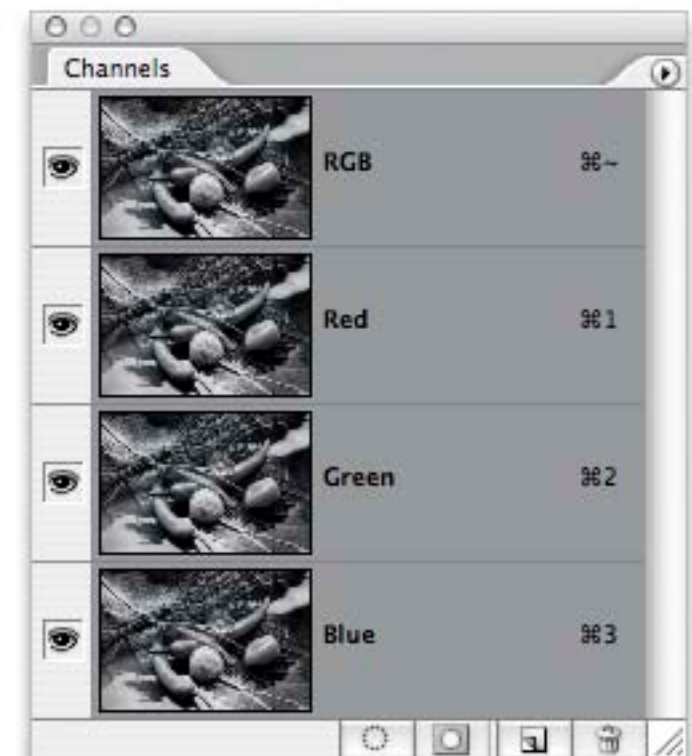 Channels
RGB ⌘~
Red ⌘1
Green ⌘2
Blue ⌘3